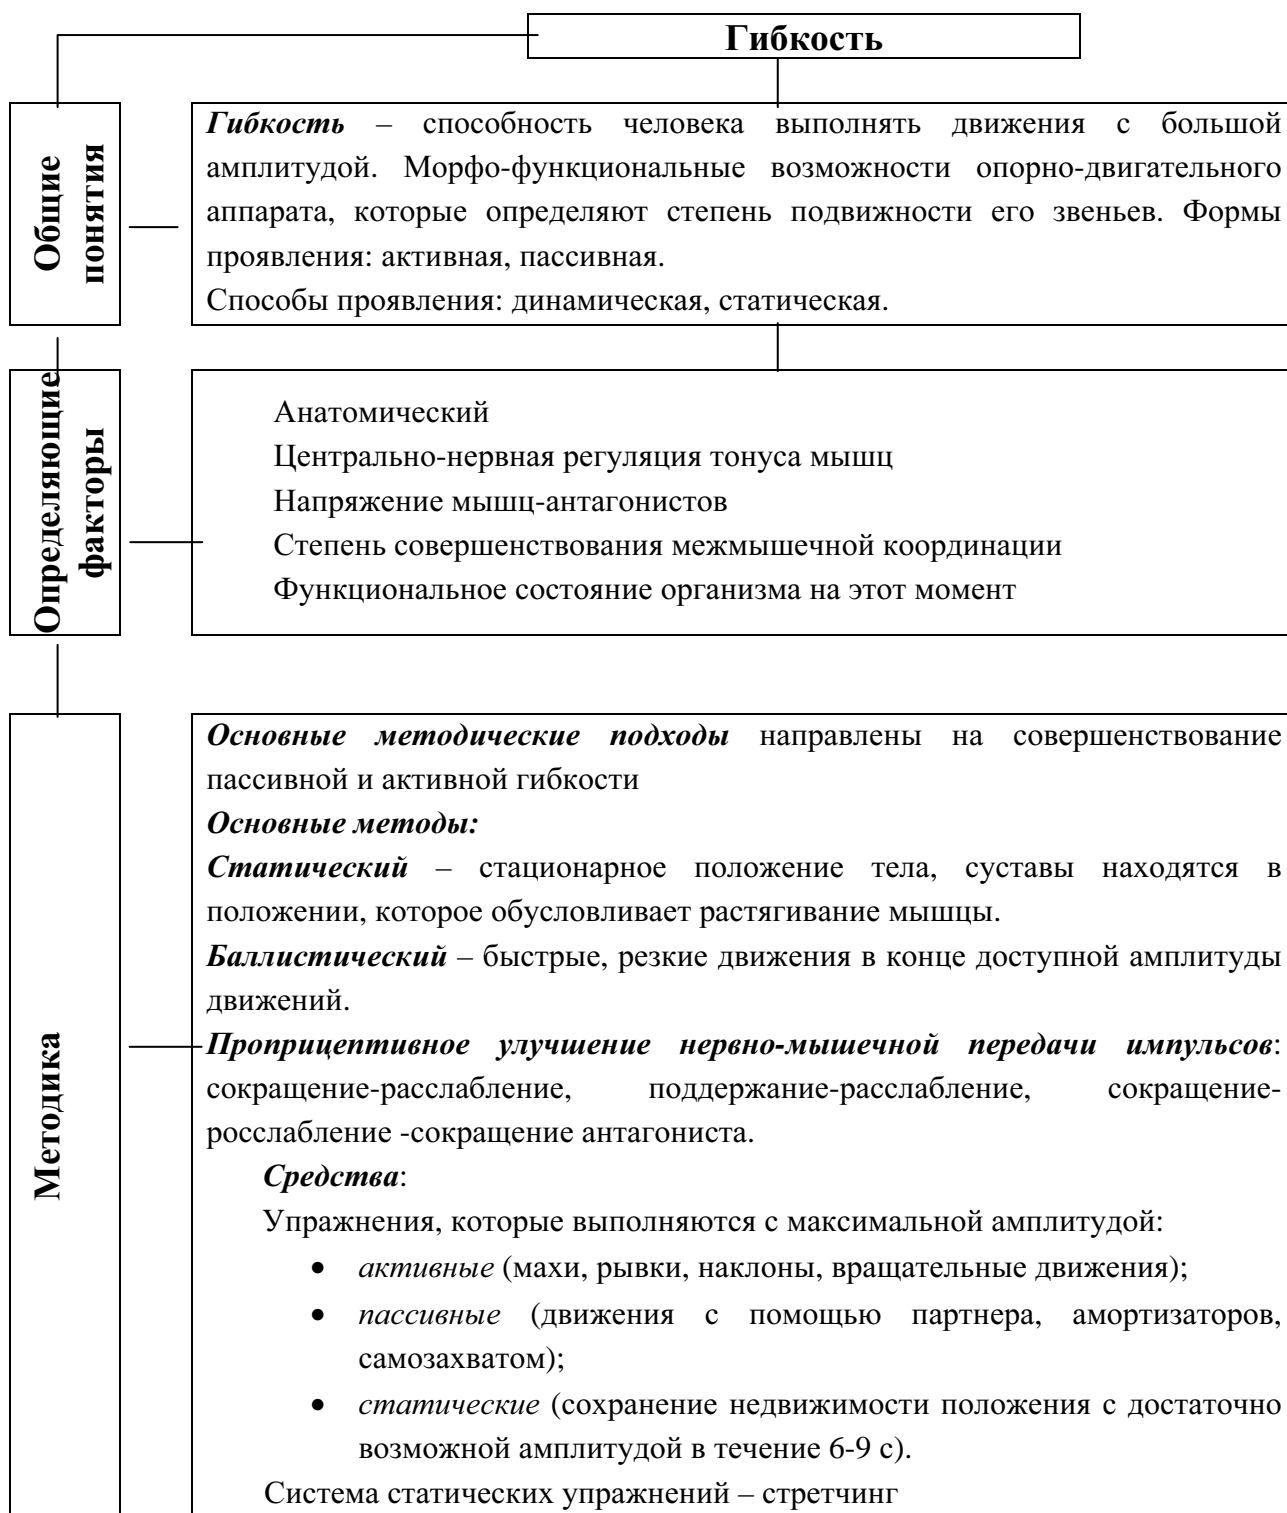 Гибкость
Общие
понятия
Гибкость – способность человека выполнять движения с большой
амплитудой. Морфо-функциональные возможности опорно-двигательного
аппарата, которые определяют степень подвижности его звеньев. Формы
проявления: активная, пассивная.
Способы проявления: динамическая, статическая.
Определяющие
факторы
Анатомический
Центрально-нервная регуляция тонуса мышц
Напряжение мышц-антагонистов
Степень совершенствования межмышечной координации
Функциональное состояние организма на этот момент
Методика
Основные методические подходы направлены на совершенствование
пассивной и активной гибкости
Основные методы:
Статический – стационарное положение тела, суставы находятся в
положении, которое обусловливает растягивание мышцы.
Баллистический – быстрые, резкие движения в конце доступной амплитуды
движений.
Проприцептивное улучшение нервно-мышечной передачи импульсов:
сокращение-расслабление, поддержание-расслабление, сокращение-
росслабление -сокращение антагониста.
Средства:
Упражнения, которые выполняются с максимальной амплитудой:
• активные (махи, рывки, наклоны, вращательные движения);
• пассивные (движения с помощью партнера, амортизаторов,
самозахватом);
• статические (сохранение недвижимости положения с достаточно
возможной амплитудой в течение 6-9 с).
Система статических упражнений – стретчинг